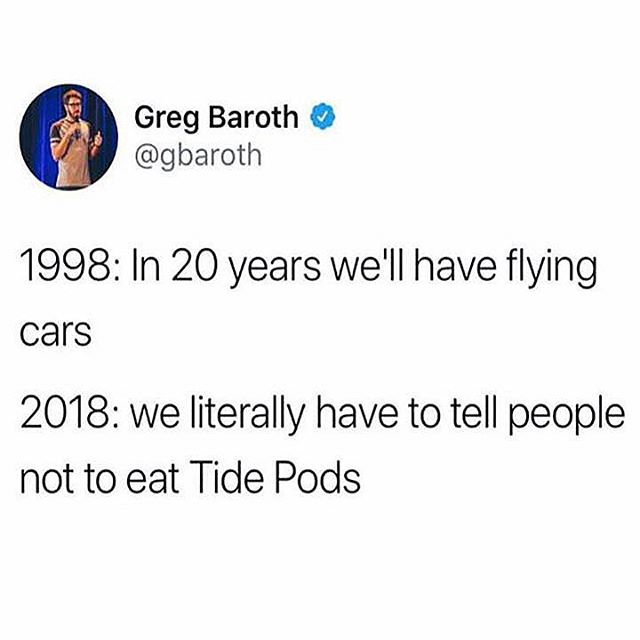 Greg Baroth
@gbaroth
1998: In 20 years we'll have flying
cars
2018: we literally have to tell people
not to eat Tide Pods